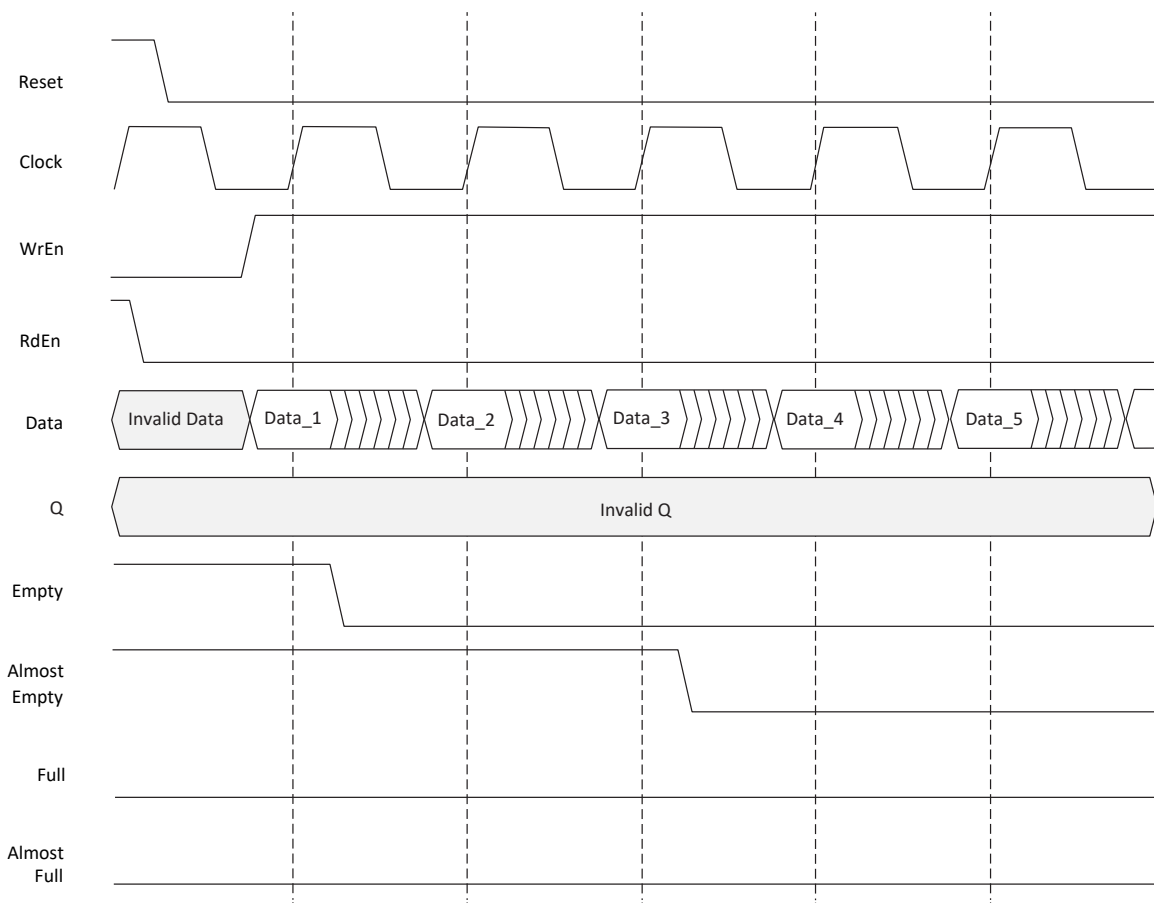 Reset
Clock
WrEn
RdEn
Data
Invalid Data
Data_1
Data_2
Data_3
Data_4
Data_5
Q
Invalid Q
Empty
Almost
Empty
Full
Almost
Full